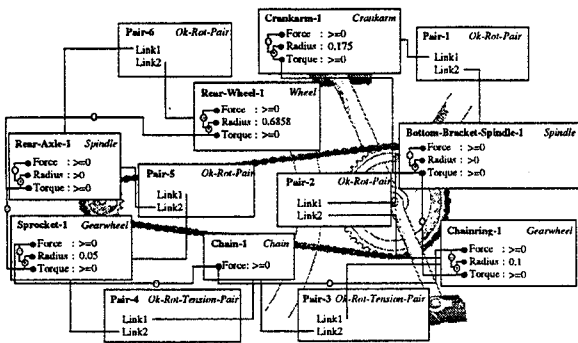 Pair-6 Ok-Rot-Pair
Link1
Link2
Crankarm-1 Crankarm
Force : >=0
Radius : 0.175
Torque : >=0
Pair-1 Ok-Rot-Pair
Link1
Link2
Rear-Wheel-1 Wheel
Force : >=0
Radius : 0.6858
Torque : >=0
Rear-Axle-1 Spindle
Force : >=0
Radius : >0
Torque : >=0
Bottom-Bracket-Spindle-1 Spindle
Force : >=0
Radius : >0
Torque : >=0
Pair-5 Ok-Rot-Pair
Link1
Link2
Pair-2 Ok-Rot-Pair
Link1
Link2
Sprocket-1 Gearwheel
Force : >=0
Radius : 0.05
Torque : >=0
Chain-1 Chain
Force: >=0
Chainring-1 Gearwheel
Force : >=0
Radius : 0.1
Torque : >=0
Pair-4 Ok-Rot-Tension-Pair
Link1
Link2
Pair-3 Ok-Rot-Tension-Pair
Link1
Link2